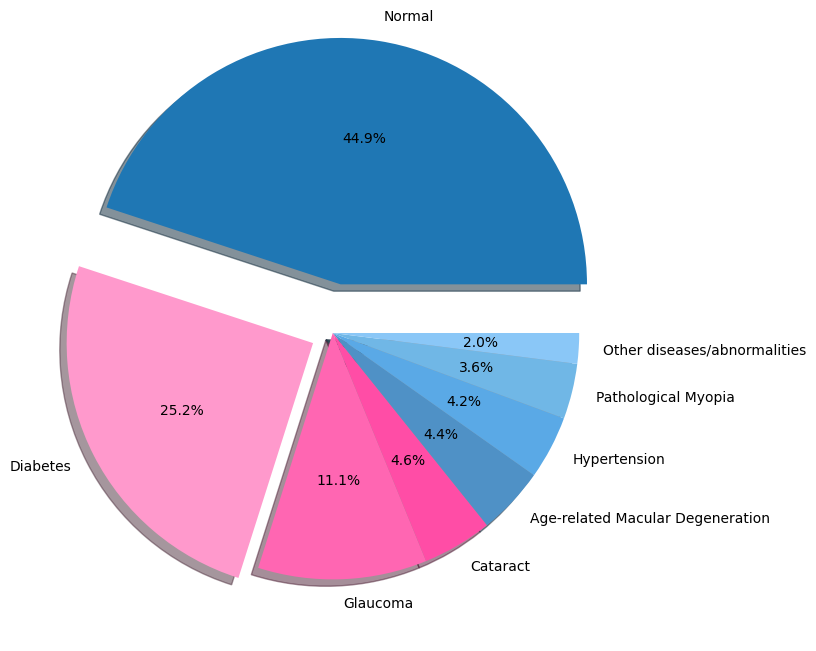 Normal
44.9%
2.0%
Other diseases/abnormalities
3.6%
Pathological Myopia
4.2%
Hypertension
25.2%
4.4%
4.6%
Diabetes
11.1%
Age-related Macular Degeneration
Cataract
Glaucoma